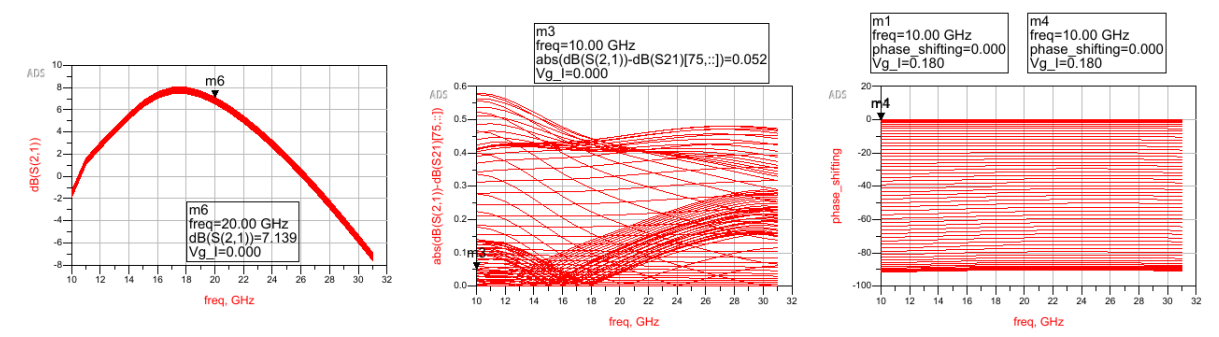 ADS
10
8
6
4
2
0
-2
-4
-6
-8
dB(S(2,1))
m6
m6
freq=20.00 GHz
dB(S(2,1))=7.139
Vg_I=0.000
10 12 14 16 18 20 22 24 26 28 30 32
freq, GHz
m3
freq=10.00 GHz
abs(dB(S(2,1))-dB(S21)[75,::])=0.052
Vg_I=0.000
ADS
0.6
0.5
0.4
0.3
0.2
0.1
0.0
abs(dB(S(2,1))-dB(S21)[75,::])
m3
10 12 14 16 18 20 22 24 26 28 30 32
freq, GHz
m1
freq=10.00 GHz
phase_shifting=0.000
Vg_I=0.180
m4
freq=10.00 GHz
phase_shifting=0.000
Vg_I=0.180
ADS
20
0
-20
-40
-60
-80
-100
phase_shifting
m4
10 12 14 16 18 20 22 24 26 28 30 32
freq, GHz